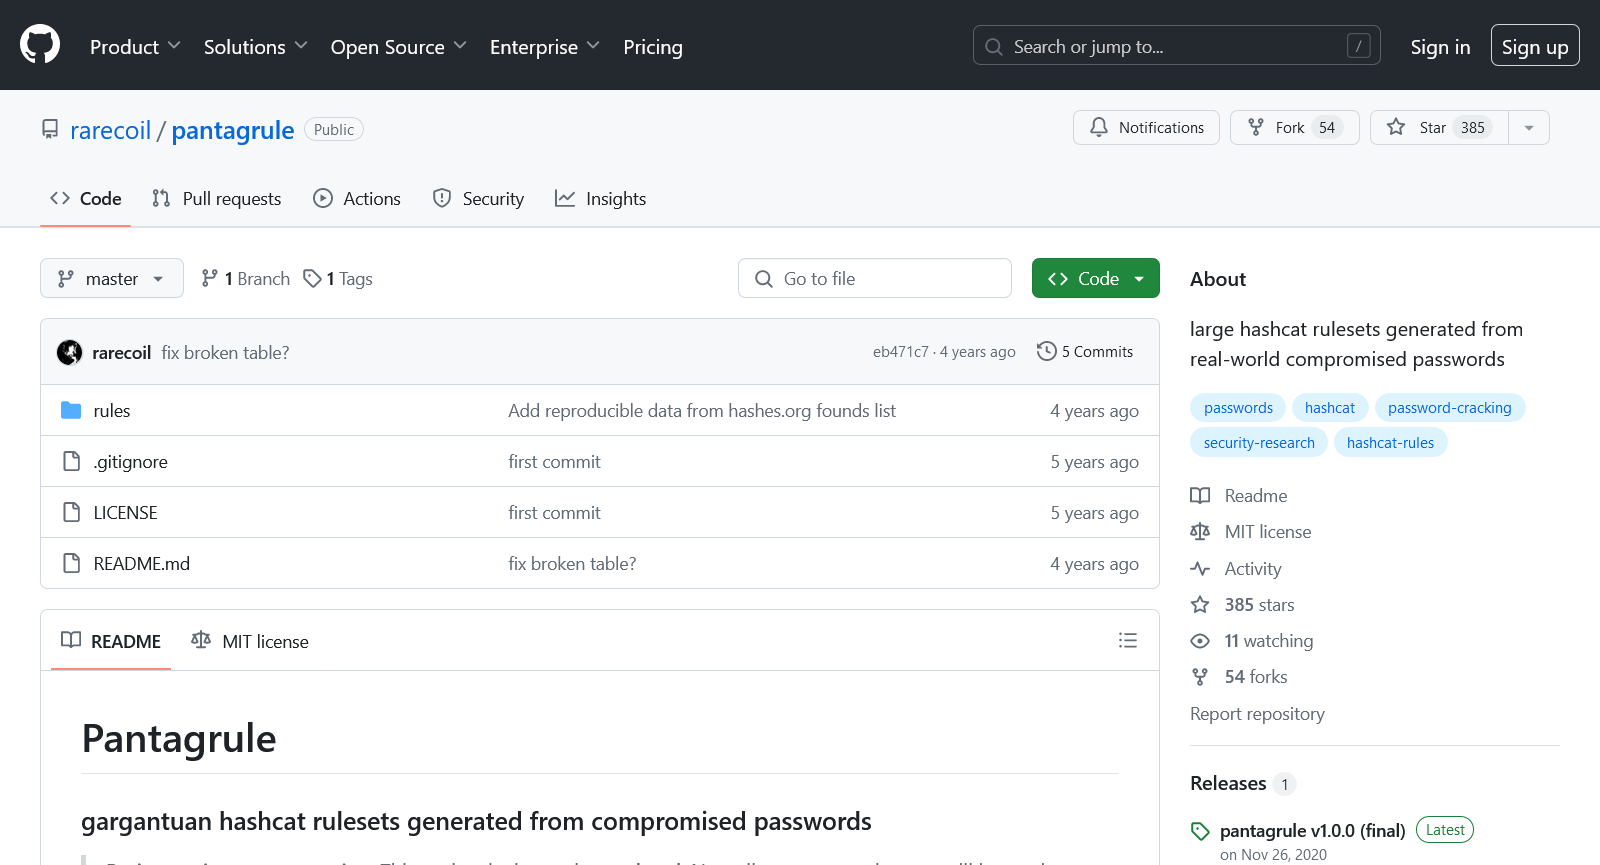 Product Solutions Open Source Enterprise Pricing Search or jump to... / Sign in Sign up
rarecoil / pantagrule Public Notifications Fork 54 Star 385
Code Pull requests Actions Security Insights
master 1 Branch 1 Tags Go to file Code
rarecoil fix broken table? eb471c7 · 4 years ago 5 Commits
rules Add reproducible data from hashes.org founds list 4 years ago
.gitignore first commit 5 years ago
LICENSE first commit 5 years ago
README.md fix broken table? 4 years ago
README MIT license
Pantagrule
gargantuan hashcat rulesets generated from compromised passwords
About
large hashcat rulesets generated from
real-world compromised passwords
passwords hashcat password-cracking
security-research hashcat-rules
Readme
MIT license
Activity
385 stars
11 watching
54 forks
Report repository
Releases 1
pantagrule v1.0.0 (final) Latest
on Nov 26, 2020